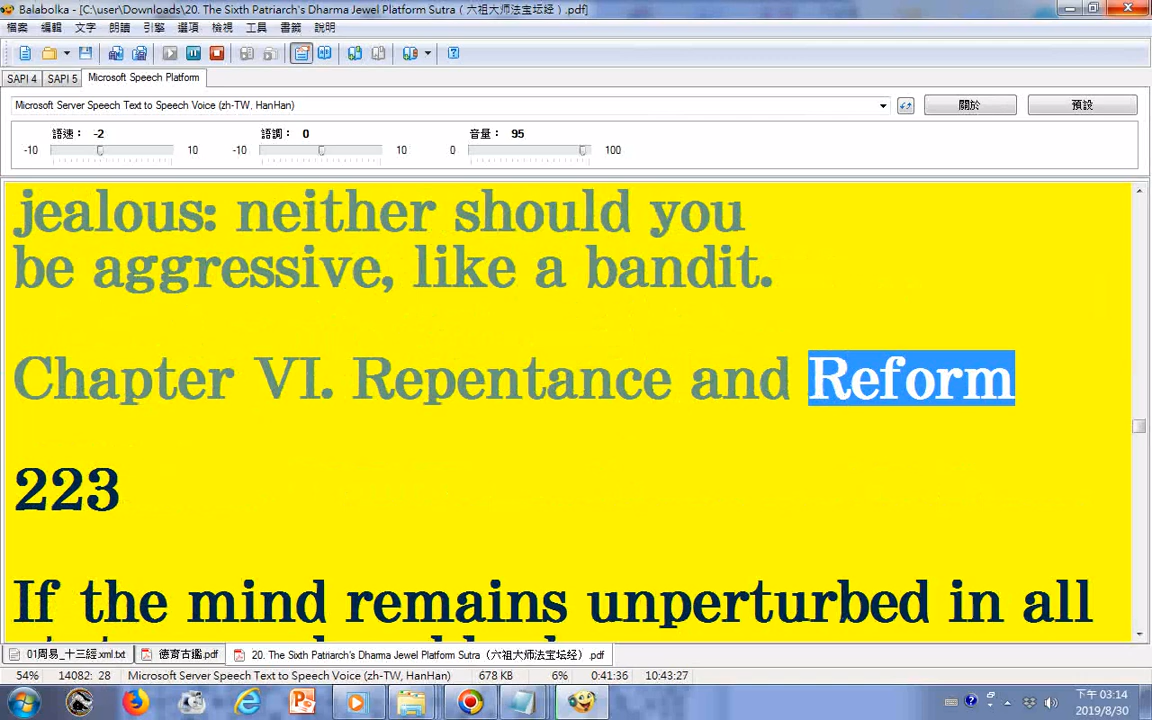 Balabolka - [C:\user\Downloads\20. The Sixth Patriarch's Dharma Jewel Platform Sutra（六祖大师法宝坛经）.pdf]
檔案 編輯 文字 朗讀 引擎 選項 檢視 工具 書籤 說明
SAPI 4 SAPI 5 Microsoft Speech Platform
Microsoft Server Speech Text to Speech Voice (zh-TW, HanHan) 關於 預設
語速： -2 語調： 0 音量： 95
-10 10 -10 10 0 100
jealous: neither should you
be aggressive, like a bandit.
Chapter VI. Repentance and Reform
223
If the mind remains unperturbed in all
01周易_十三經.xml.txt 德育古鑑.pdf 20. The Sixth Patriarch's Dharma Jewel Platform Sutra（六祖大师法宝坛经）.pdf
54% 14082: 28 Microsoft Server Speech Text to Speech Voice (zh-TW, HanHan) 678 KB 6% 0:41:36 10:43:27
下午 03:14
2019/8/30